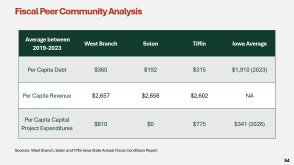 Fiscal Peer Community Analysis
Average between 2019-2023 West Branch Solon Tiffin Iowa Average
Per Capita Debt $360 $192 $315 $1,910 (2023)
Per Capita Revenue $2,657 $2,658 $2,602 NA
Per Capita Capital Project Expenditures $810 $0 $775 $341 (2026)
Sources: West Branch, Solon and Tiffin Iowa State Annual Fiscal Conditions Report
54